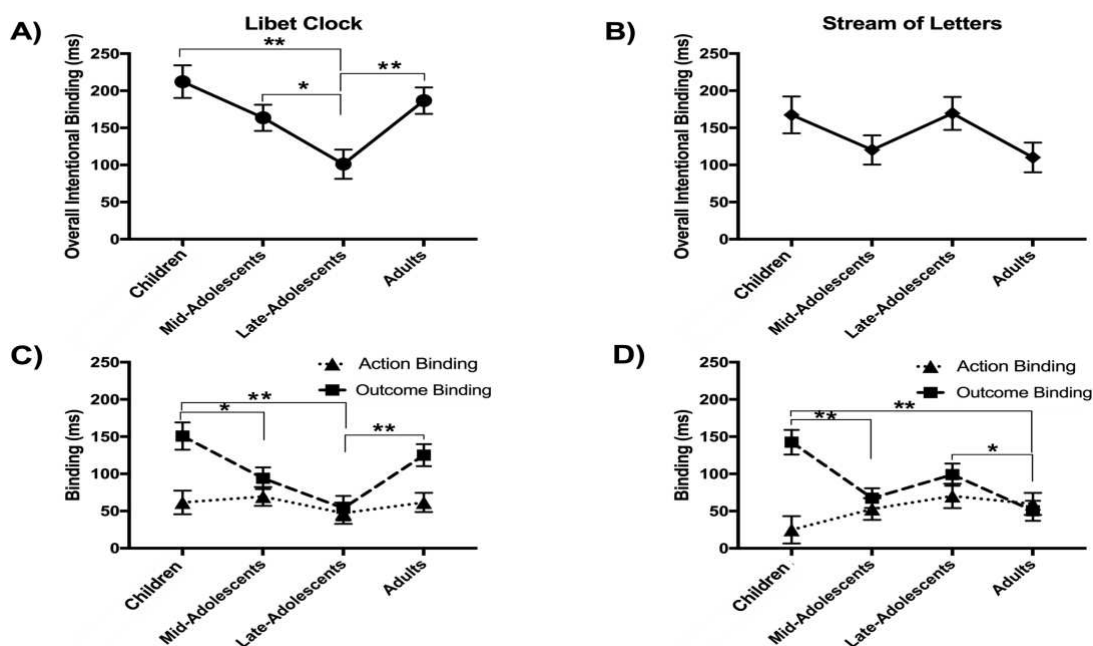 A)
Libet Clock
Overall Intentional Binding (ms)
250
200
150
100
50
0
**
*
**
Children
Mid-Adolescents
Late-Adolescents
Adults
B)
Stream of Letters
Overall Intentional Binding (ms)
250
200
150
100
50
0
Children
Mid-Adolescents
Late-Adolescents
Adults
C)
Binding (ms)
250
200
150
100
50
0
Action Binding
Outcome Binding
**
*
**
Children
Mid-Adolescents
Late-Adolescents
Adults
D)
Binding (ms)
250
200
150
100
50
0
Action Binding
Outcome Binding
**
**
*
Children
Mid-Adolescents
Late-Adolescents
Adults